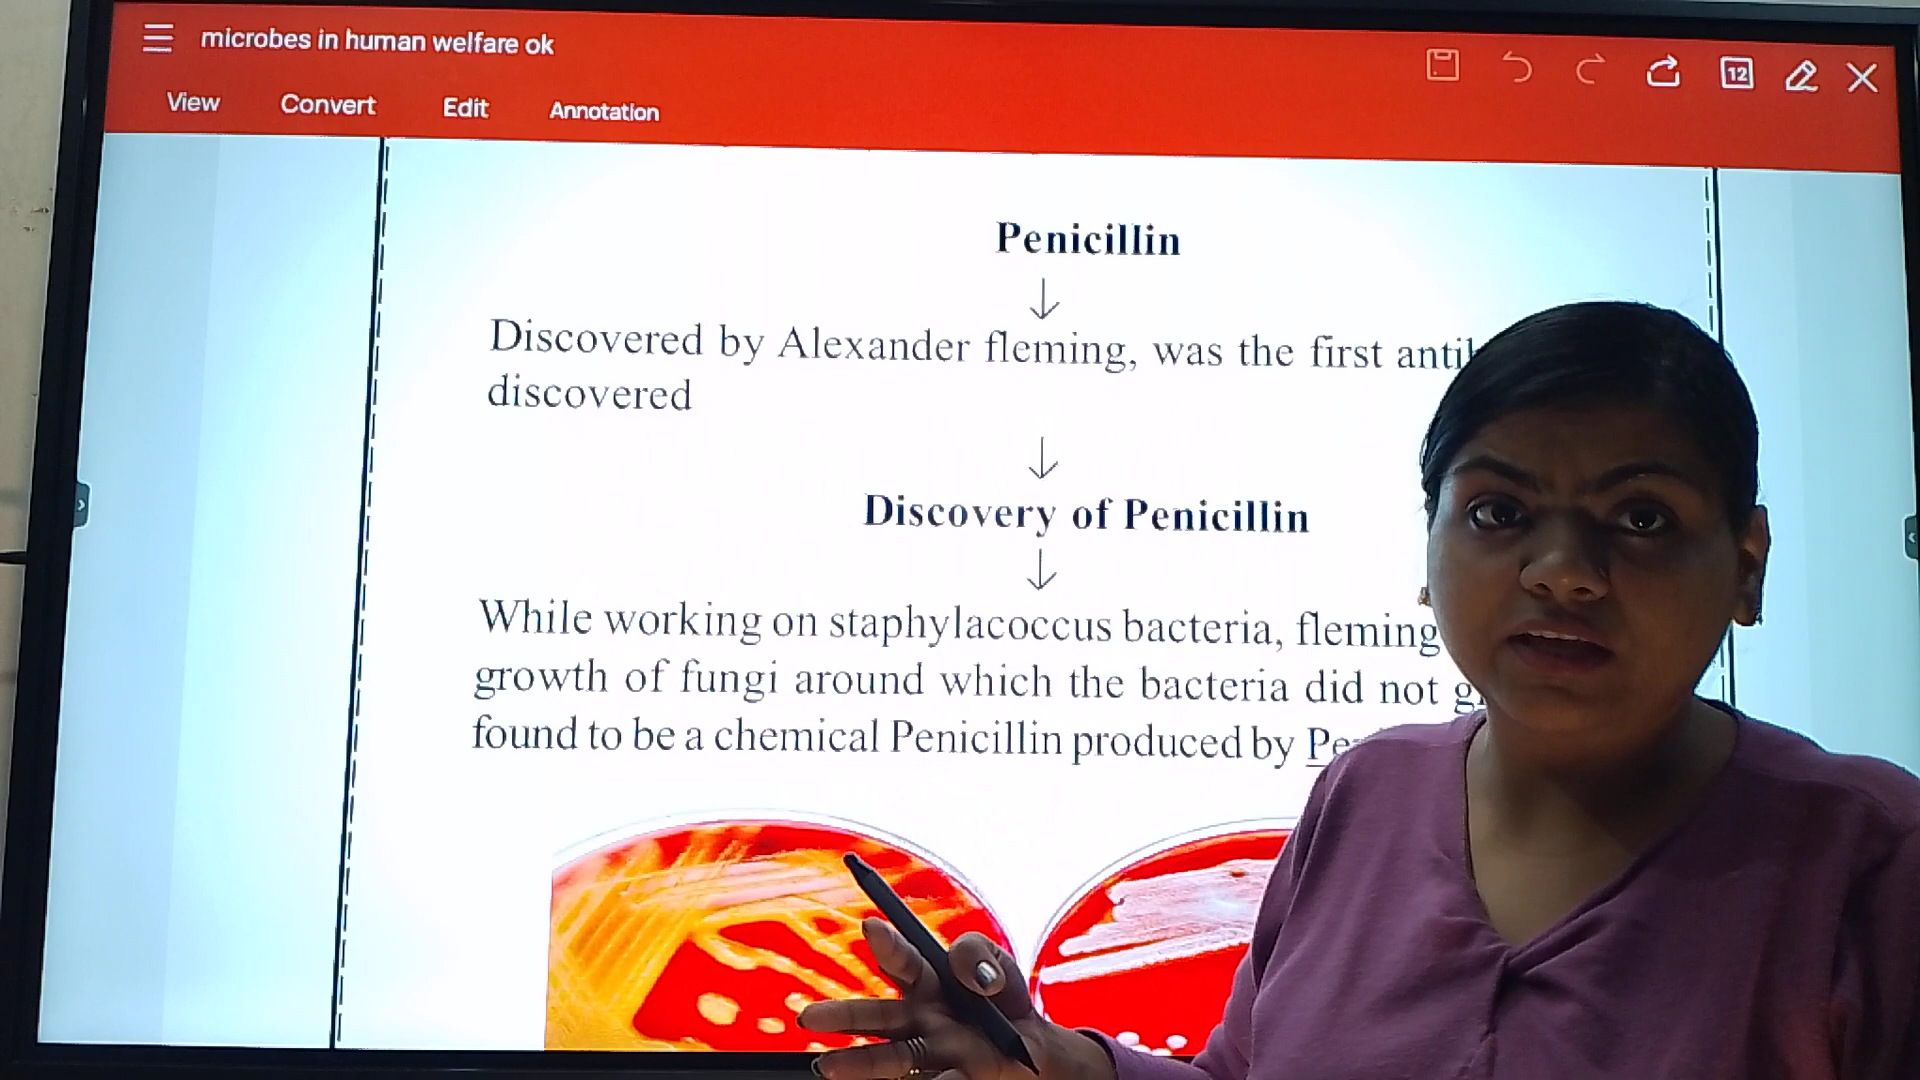 microbes in human welfare ok
12
View Convert Edit Annotation
Penicillin
Discovered by Alexander fleming, was the first
discovered
Discovery of Penicillin
While working on staphylacoccus bacteria, fleming
growth of fungi around which the bacteria did not
found to be a chemical Penicillin produced by